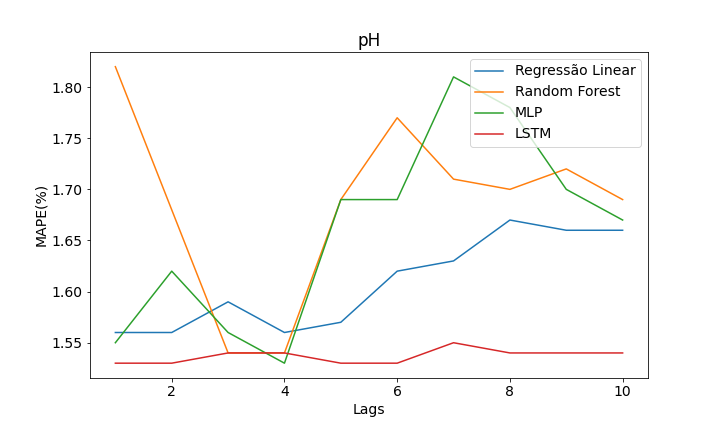 pH
Regressão Linear
Random Forest
MLP
LSTM
MAPE(%)
1.80
1.75
1.70
1.65
1.60
1.55
2 4 6 8 10
Lags